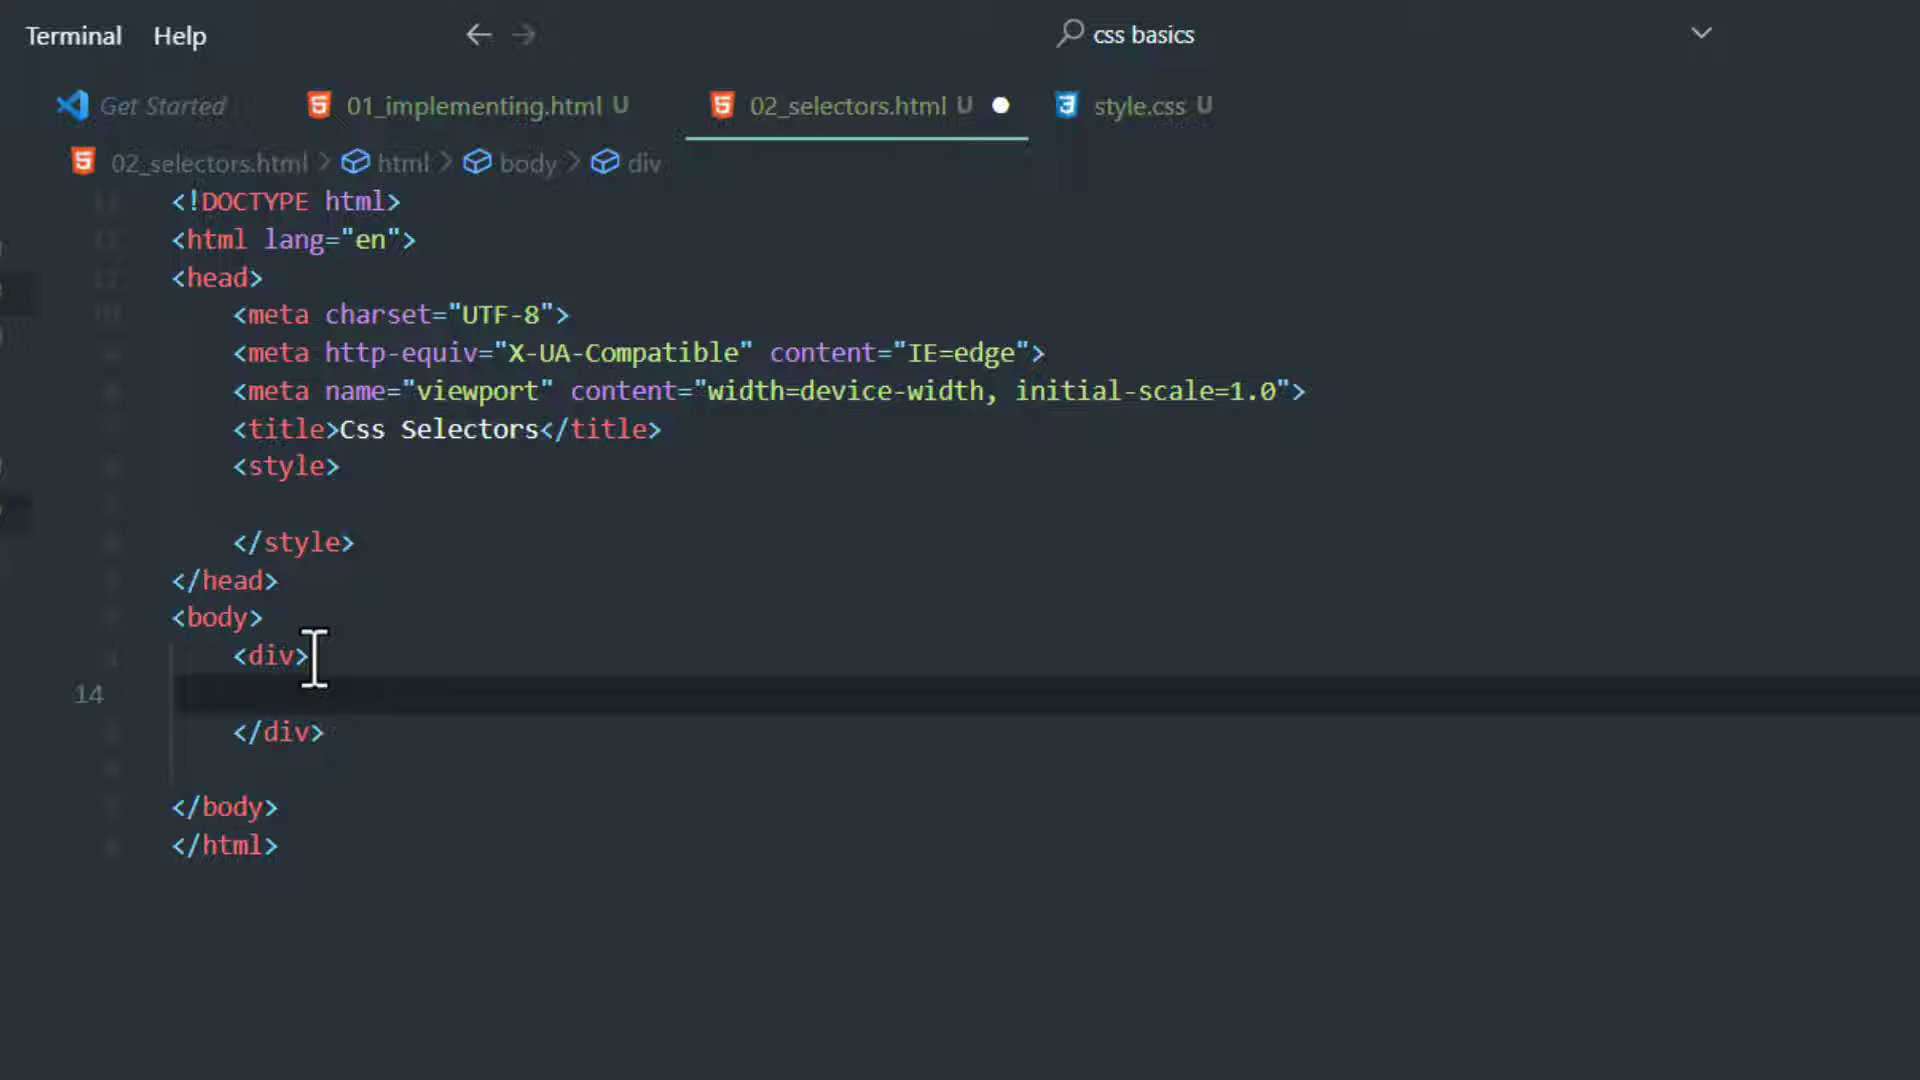 Terminal Help css basics
Get Started 01_implementing.html U 02_selectors.html U style.css U
02_selectors.html > html > body > div
<!DOCTYPE html>
<html lang="en">
<head>
<meta charset="UTF-8">
<meta http-equiv="X-UA-Compatible" content="IE=edge">
<meta name="viewport" content="width=device-width, initial-scale=1.0">
<title>Css Selectors</title>
<style>
</style>
</head>
<body>
<div>
14
</div>
</body>
</html>